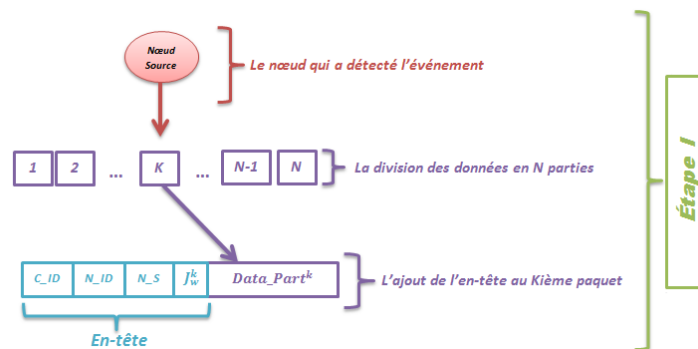 Nœud
Source
Le nœud qui a détecté l'événement
1 2 ... K ... N-1 N
La division des données en N parties
C_ID N_ID N_S J_w^k Data_Part^k
L'ajout de l'en-tête au Kième paquet
En-tête
Étape I